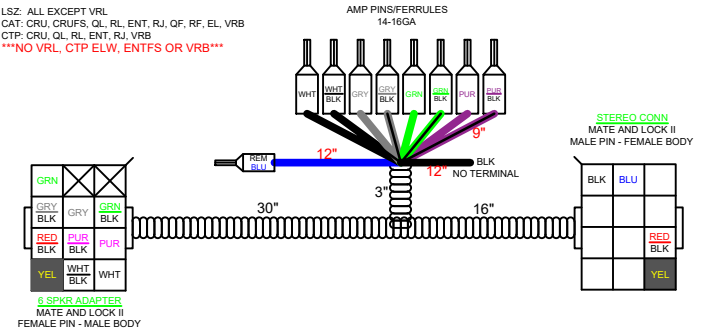 LSZ: ALL EXCEPT VRL
CAT: CRU, CRUFS, QL, RL, ENT, RJ, QF, RF, EL, VRB
CTP: CRU, QL, RL, ENT, RJ, VRB
***NO VRL, CTP ELW, ENTFS OR VRB***
AMP PINS/FERRULES
14-16GA
WHT
WHT
BLK
GRY
GRY
BLK
GRN
GRN
BLK
PUR
PUR
BLK
9"
REM
BLU
12"
12"
BLK
NO TERMINAL
3"
30"
16"
STEREO CONN
MATE AND LOCK II
MALE PIN - FEMALE BODY
BLK
BLU
RED
BLK
YEL
GRN
GRY
BLK
GRY
GRN
BLK
RED
BLK
PUR
BLK
PUR
YEL
WHT
BLK
WHT
6 SPKR ADAPTER
MATE AND LOCK II
FEMALE PIN - MALE BODY